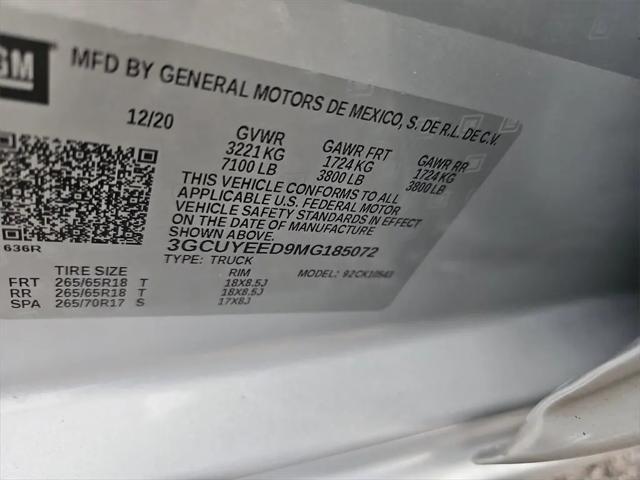 GM
MFD BY GENERAL MOTORS DE MEXICO, S. DE R.L. DE C.V.
12/20
GVWR GAWR FRT GAWR RR
3221 KG 1724 KG 1724 KG
7100 LB 3800 LB 3800 LB
THIS VEHICLE CONFORMS TO ALL
APPLICABLE U.S. FEDERAL MOTOR
VEHICLE SAFETY STANDARDS IN EFFECT
ON THE DATE OF MANUFACTURE
SHOWN ABOVE.
636R
3GCUYEED9MG185072
TYPE: TRUCK MODEL: 92CK10543
TIRE SIZE RIM
FRT 265/65R18 T 18X8.5J
RR 265/65R18 T 18X8.5J
SPA 265/70R17 S 17X8J